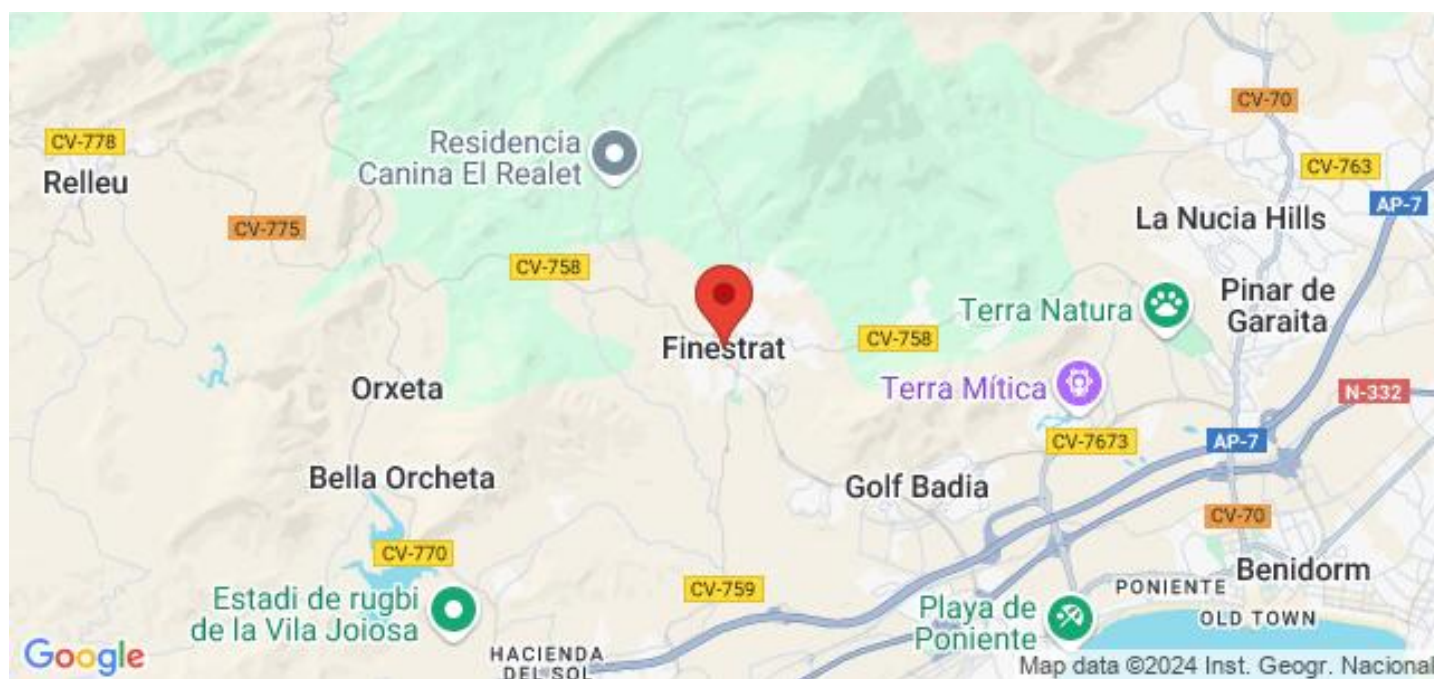 CV-70
CV-778
Relleu
Residencia
Canina El Realet
CV-763
AP-7
La Nucia Hills
CV-775
CV-758
Terra Natura
Pinar de
Garaita
Finestrat
CV-758
Orxeta
Terra Mítica
N-332
CV-7673
AP-7
Bella Orcheta
Golf Badia
CV-70
CV-770
Benidorm
CV-759
PONIENTE
Estadi de rugbi
de la Vila Joiosa
Playa de
Poniente
OLD TOWN
HACIENDA
DEL SOL
Google
Map data ©2024 Inst. Geogr. Nacional